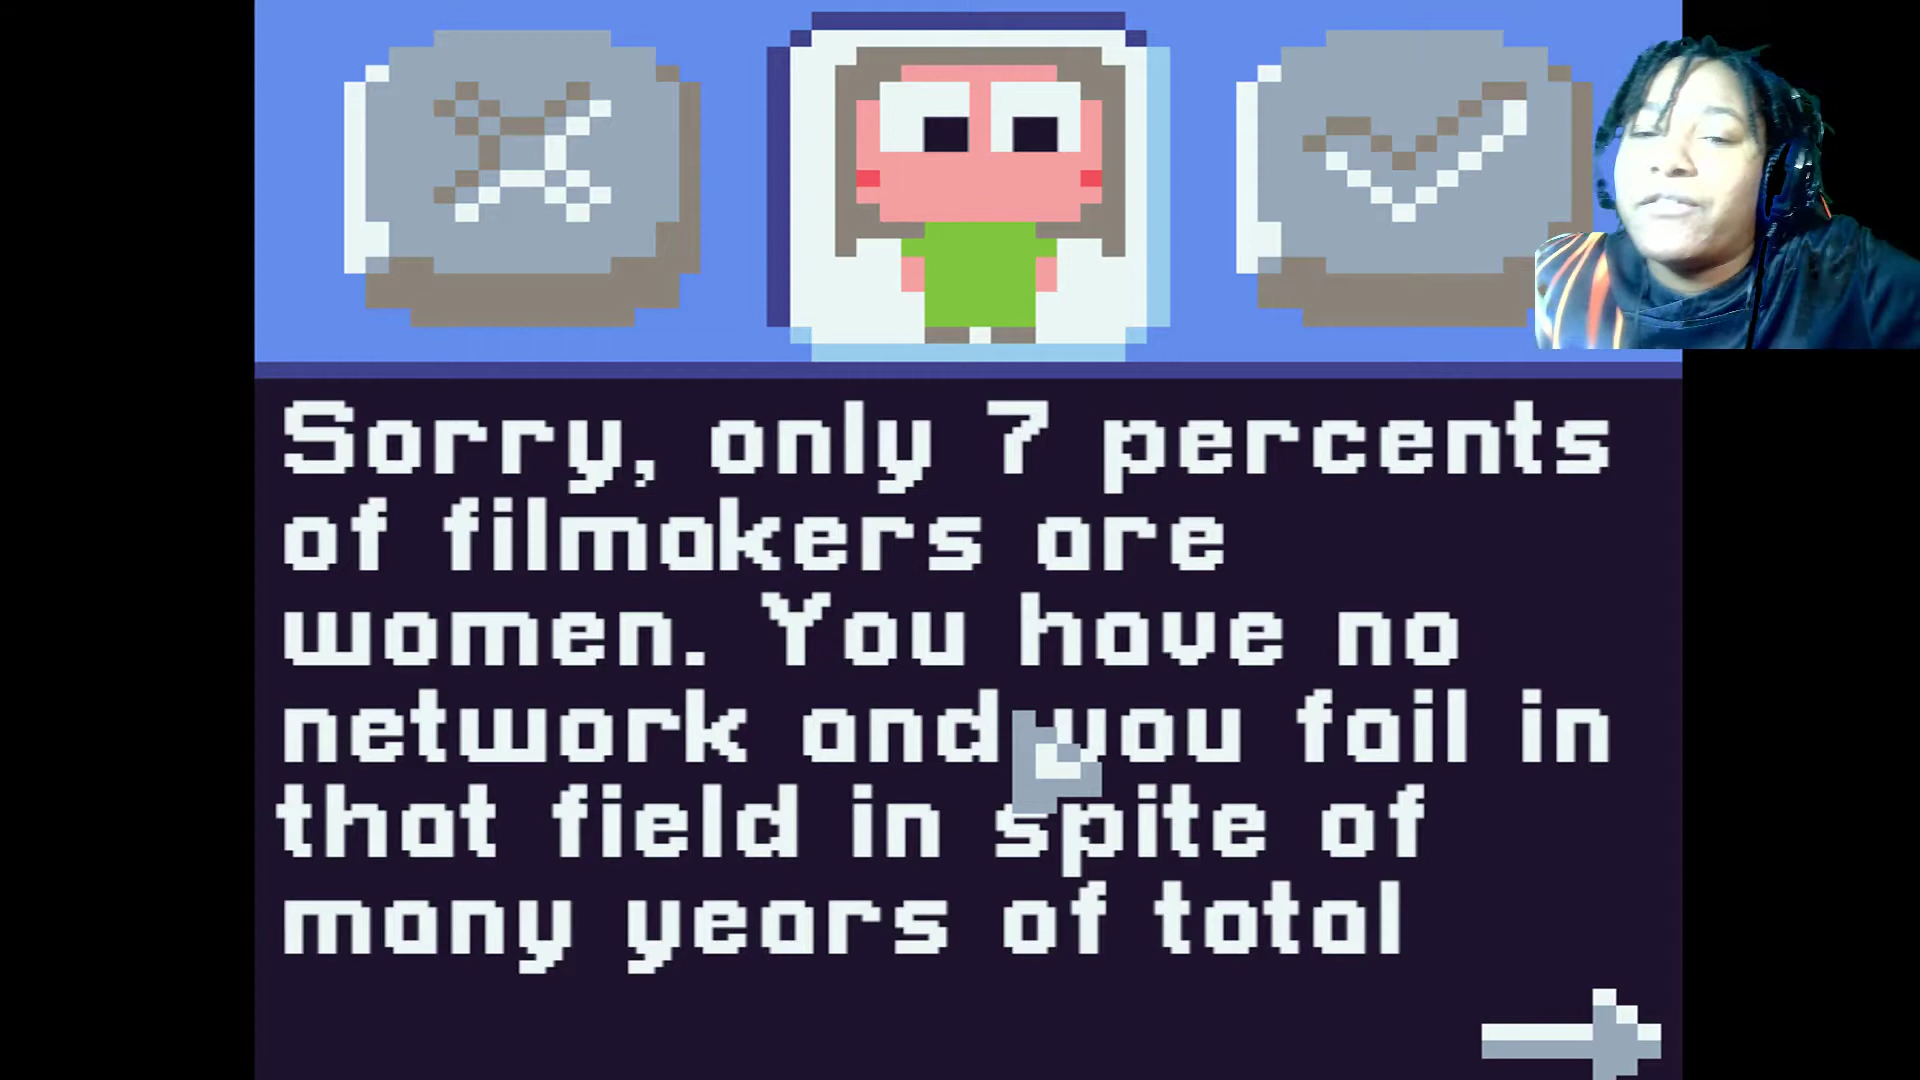 Sorry, only 7 percents
of filmakers are
women. You have no
network and you fail in
that field in spite of
many years of total